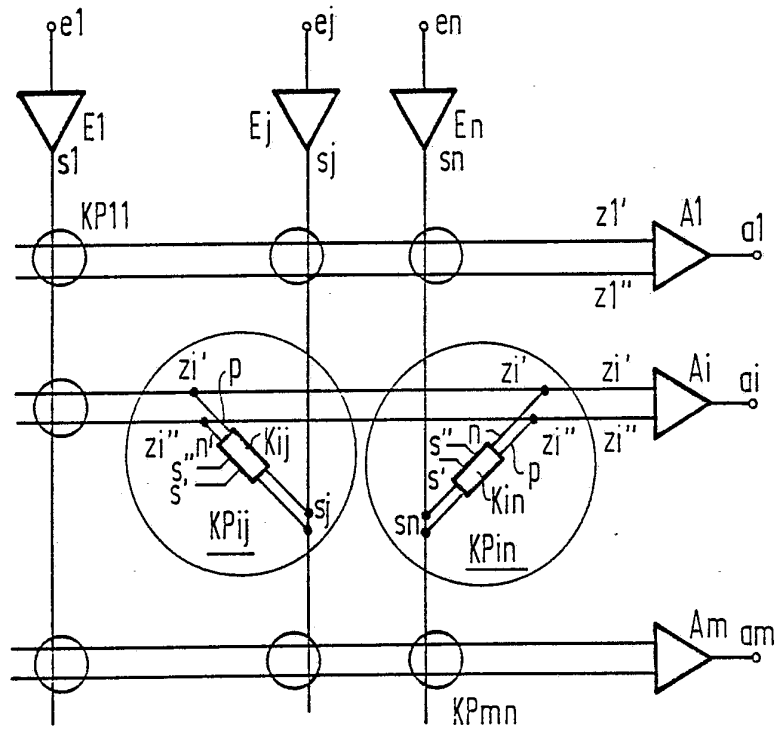 e1 ej en
E1 Ej En
s1 sj sn
KP11 z1' A1 a1
z1"
zi' p zi' zi' Ai ai
zi" n' Kij s" n zi" zi"
s" s' p
s' Kin
sj sn
KPij KPin
Am am
KPmn